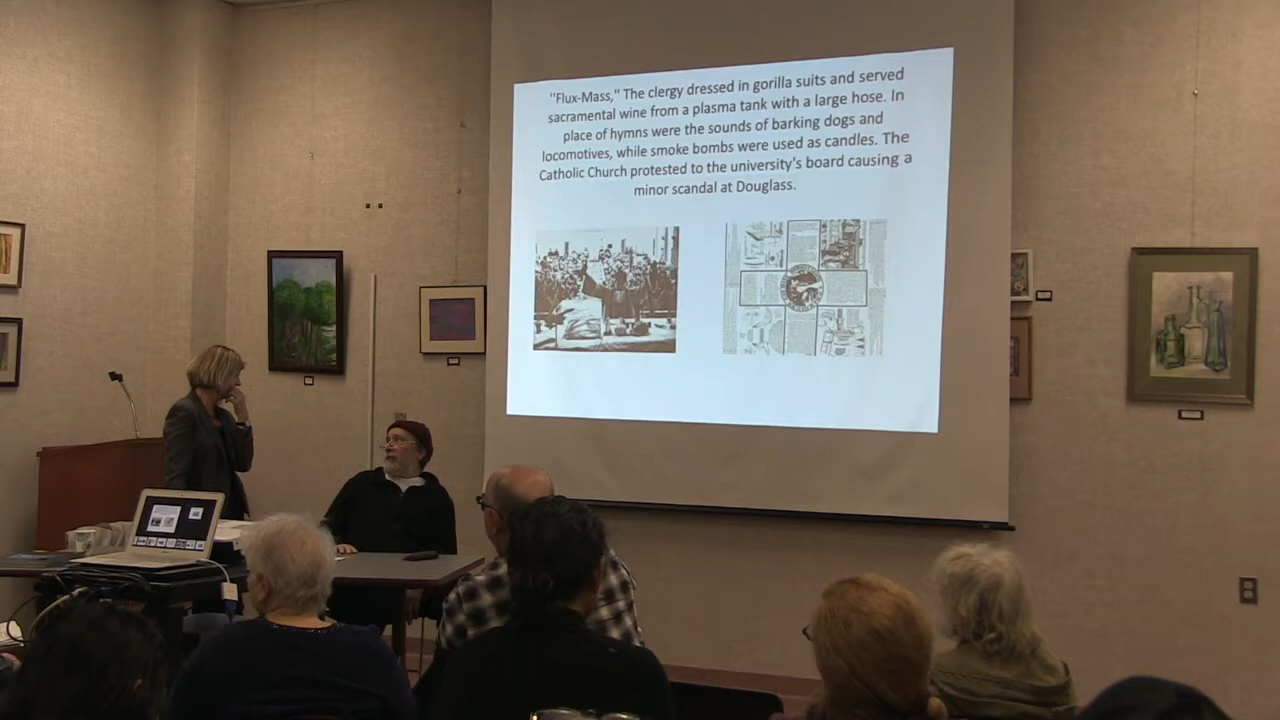 "Flux-Mass," The clergy dressed in gorilla suits and served
sacramental wine from a plasma tank with a large hose. In
place of hymns were the sounds of barking dogs and
locomotives, while smoke bombs were used as candles. The
Catholic Church protested to the university's board causing a
minor scandal at Douglass.